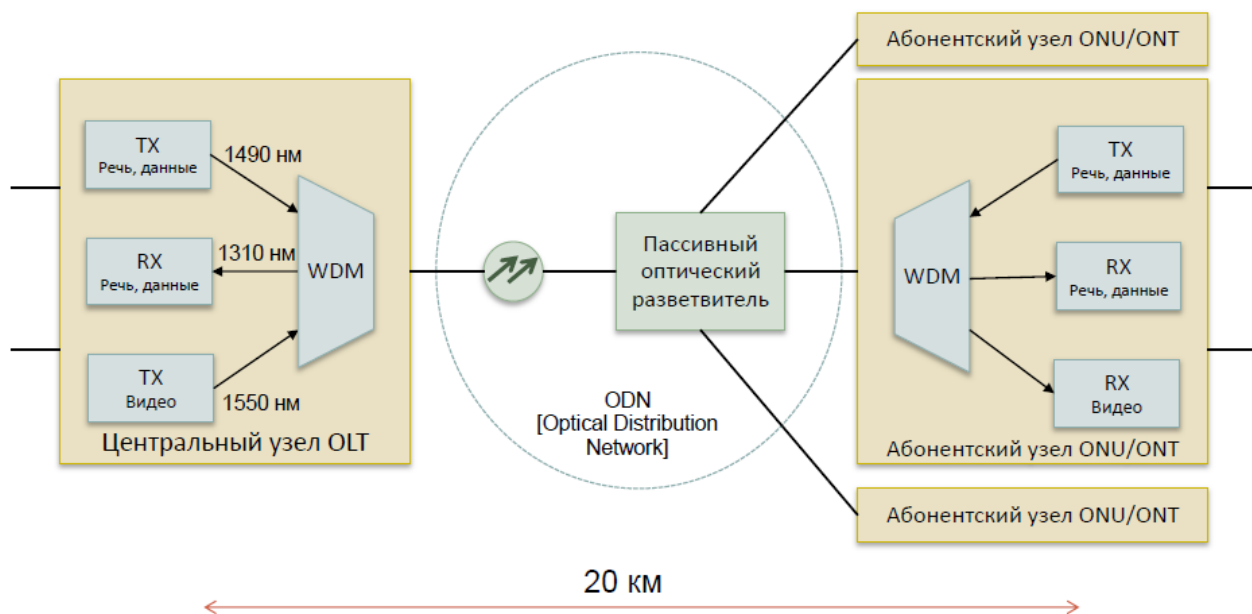 Абонентский узел ONU/ONT
TX
Речь, данные
1490 нм
RX
Речь, данные
1310 нм
WDM
TX
Видео
1550 нм
Центральный узел OLT
Пассивный
оптический
разветвитель
ODN
[Optical Distribution
Network]
WDM
TX
Речь, данные
RX
Речь, данные
RX
Видео
Абонентский узел ONU/ONT
Абонентский узел ONU/ONT
20 км